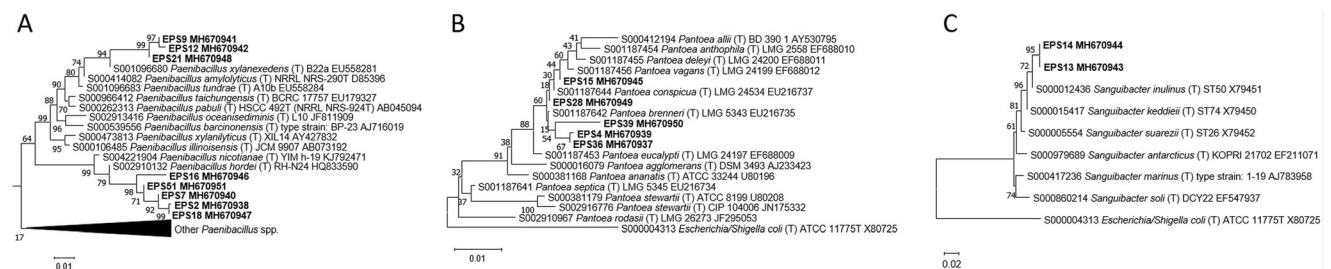 A
EPS9 MH670941
EPS12 MH670942
EPS21 MH670948
S001096680 Paenibacillus xylanexedens (T) B22a EU558281
S000414082 Paenibacillus amylolyticus (T) NRRL NRS-290T D85396
S001096683 Paenibacillus tundrae (T) A10b EU558284
S000966412 Paenibacillus taichungensis (T) BCRC 17757 EU179327
S000262313 Paenibacillus pabuli (T) HSCC 492T (NRRL NRS-924T) AB045094
S002913416 Paenibacillus oceanisediminis (T) L10 JF811909
S000539556 Paenibacillus barcinonensis (T) type strain: BP-23 AJ716019
S000473813 Paenibacillus xylanilyticus (T) XIL14 AY427832
S000106485 Paenibacillus illinoisensis (T) JCM 9907 AB073192
S004221904 Paenibacillus nicotianae (T) YIM h-19 KJ792471
S002910132 Paenibacillus hordei (T) RH-N24 HQ833590
EPS16 MH670946
EPS51 MH670951
EPS7 MH670940
EPS2 MH670938
EPS18 MH670947
Other Paenibacillus spp.
97
99
94
74
80
90
88
70
99
96
95
64
99
98
71
92
99
17
0.01
B
S000412194 Pantoea allii (T) BD 390 1 AY530795
S001187454 Pantoea anthophila (T) LMG 2558 EF688010
S001187455 Pantoea deleyi (T) LMG 24200 EF688011
S001187456 Pantoea vagans (T) LMG 24199 EF688012
EPS15 MH670945
S001187644 Pantoea conspicua (T) LMG 24534 EU216737
EPS28 MH670949
S001187642 Pantoea brenneri (T) LMG 5343 EU216735
EPS39 MH670950
EPS4 MH670939
EPS36 MH670937
S001187453 Pantoea eucalypti (T) LMG 24197 EF688009
S000016079 Pantoea agglomerans (T) DSM 3493 AJ233423
S000381168 Pantoea ananatis (T) ATCC 33244 U80196
S001187641 Pantoea septica (T) LMG 5345 EU216734
S000381179 Pantoea stewartii (T) ATCC 8199 U80208
S002916776 Pantoea stewartii (T) CIP 104006 JN175332
S002910967 Pantoea rodasii (T) LMG 26273 JF295053
S000004313 Escherichia/Shigella coli (T) ATCC 11775T X80725
41
43
60
44
30
18
60
15
54
67
88
38
91
32
37
100
0.01
C
EPS14 MH670944
EPS13 MH670943
S000012436 Sanguibacter inulinus (T) ST50 X79451
S000015417 Sanguibacter keddieii (T) ST74 X79450
S000005554 Sanguibacter suarezii (T) ST26 X79452
S000979689 Sanguibacter antarcticus (T) KOPRI 21702 EF211071
S000417236 Sanguibacter marinus (T) type strain: 1-19 AJ783958
S000860214 Sanguibacter soli (T) DCY22 EF547937
S000004313 Escherichia/Shigella coli (T) ATCC 11775T X80725
95
72
96
81
61
74
0.02